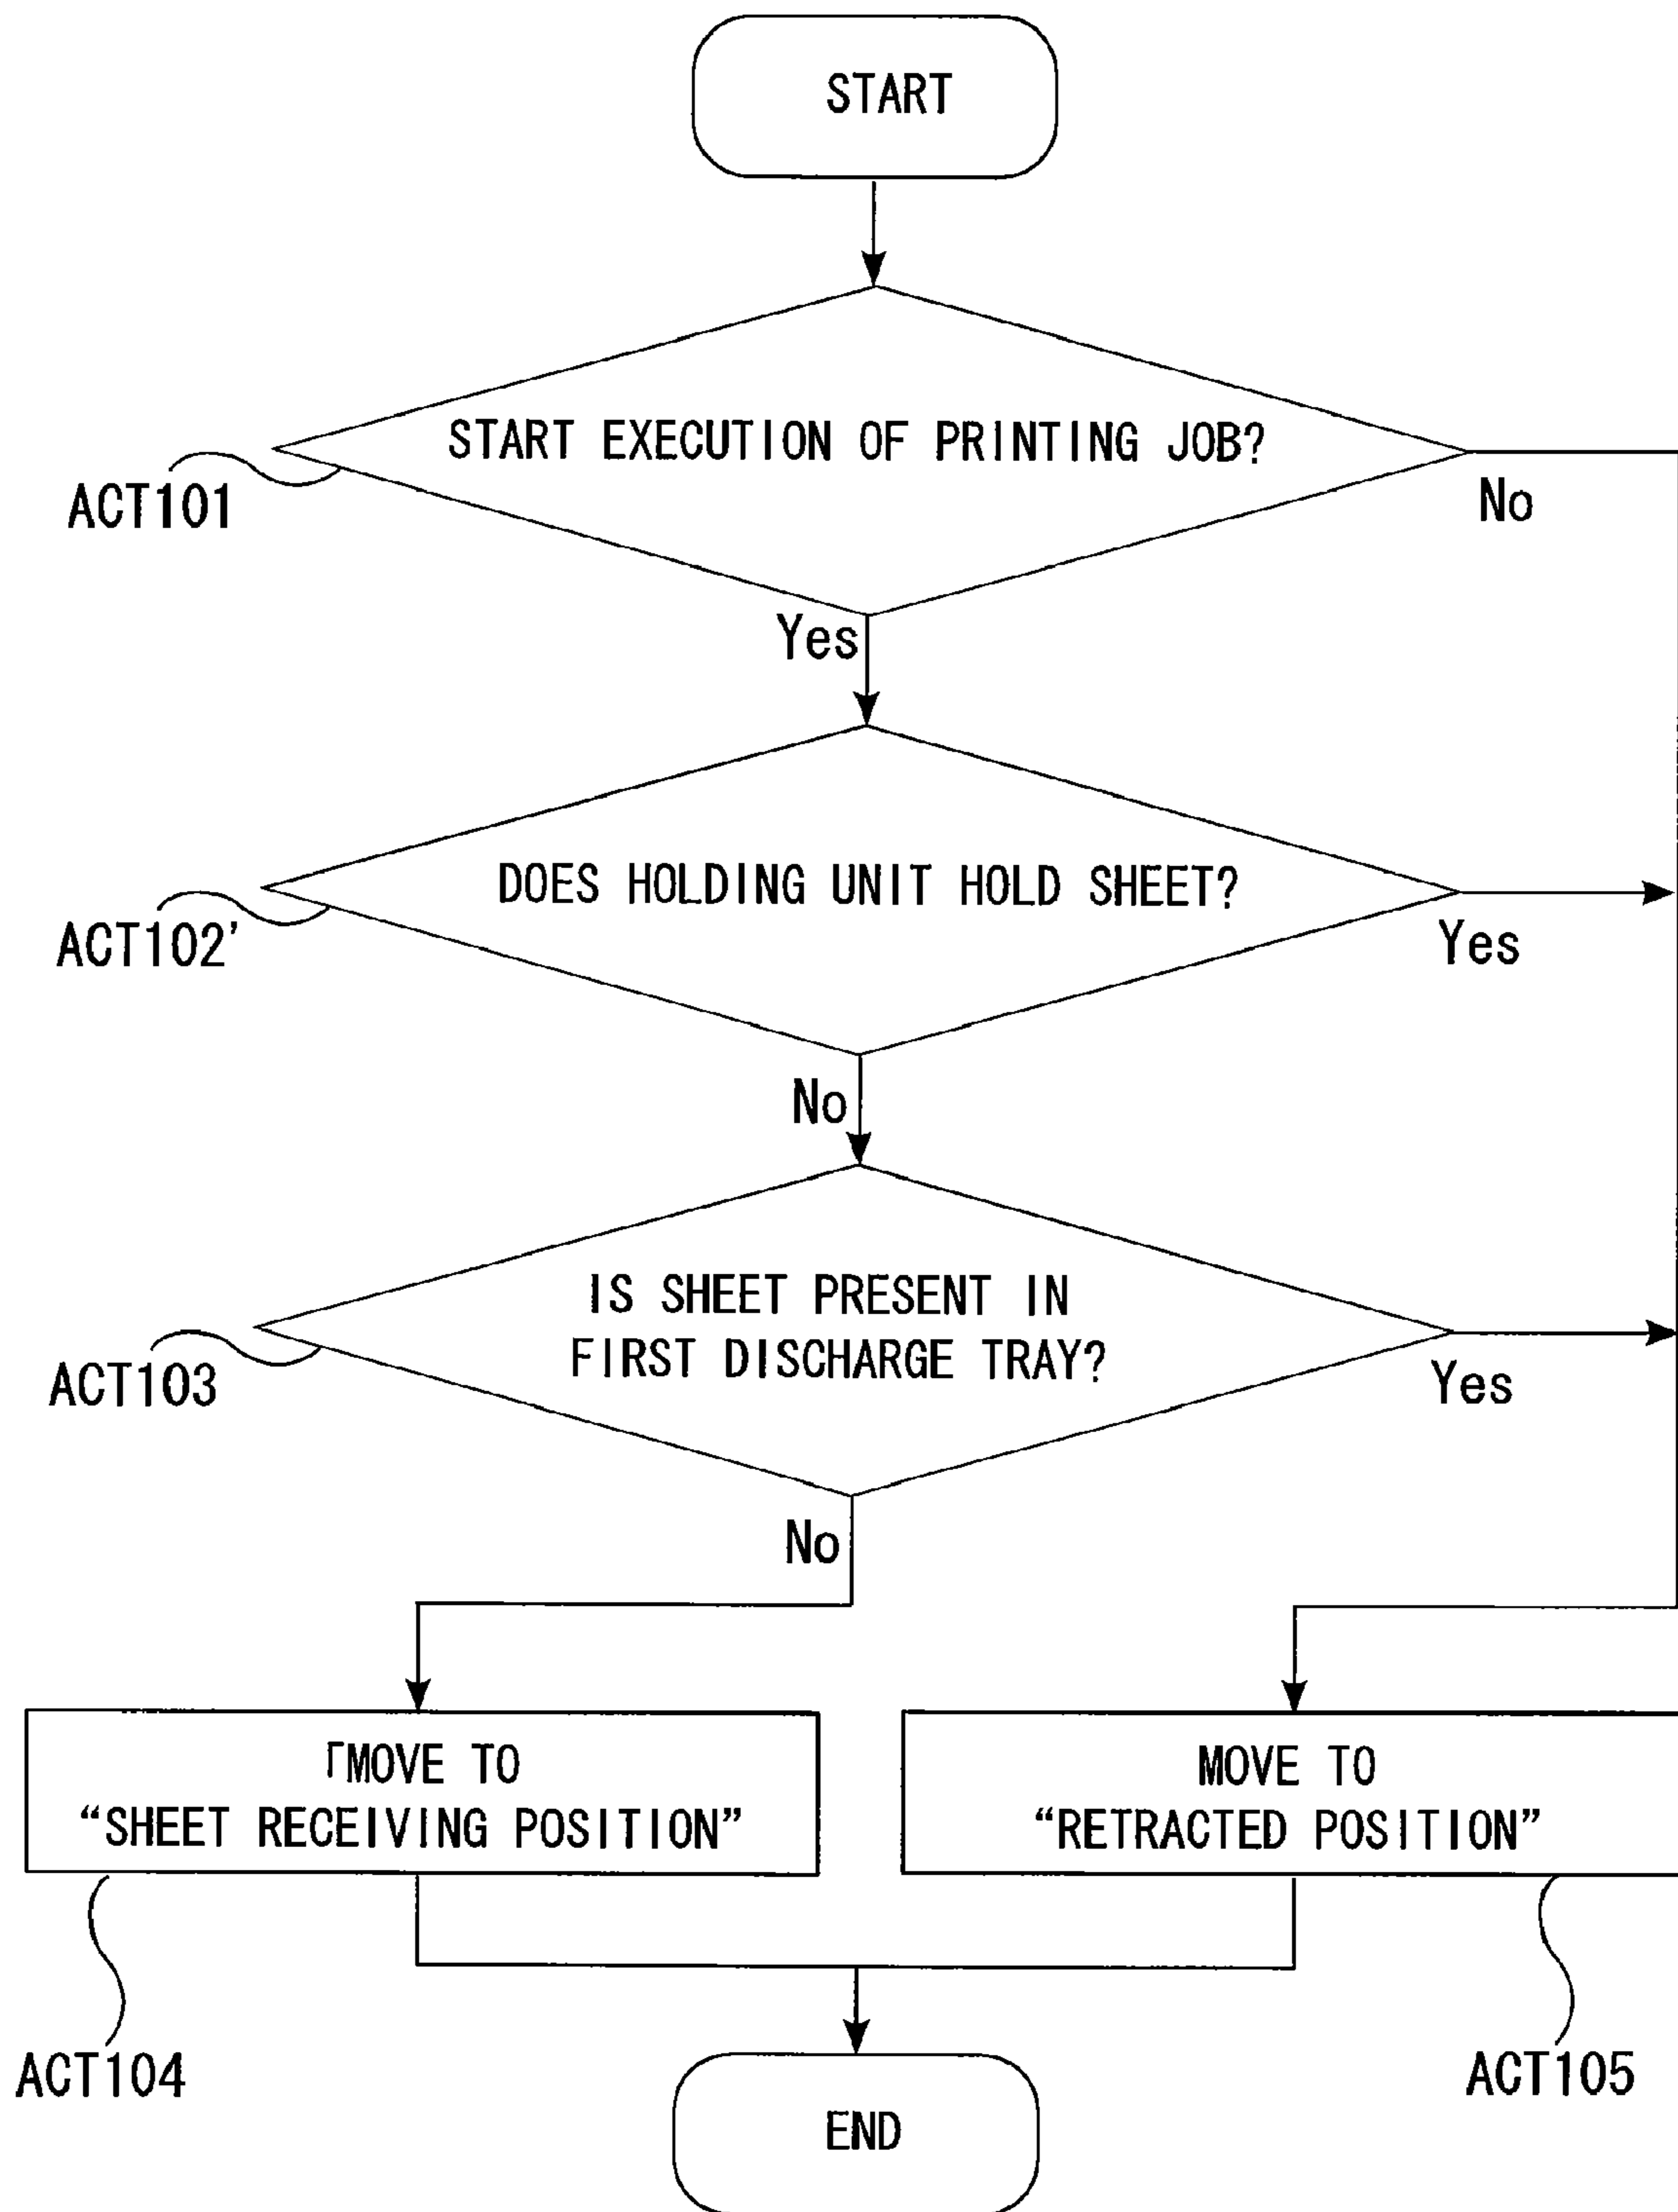 START
START EXECUTION OF PRINTING JOB?
ACT101
No
Yes
DOES HOLDING UNIT HOLD SHEET?
ACT102'
Yes
No
IS SHEET PRESENT IN
FIRST DISCHARGE TRAY?
ACT103
Yes
No
「MOVE TO
“SHEET RECEIVING POSITION”
MOVE TO
“RETRACTED POSITION”
ACT104
ACT105
END